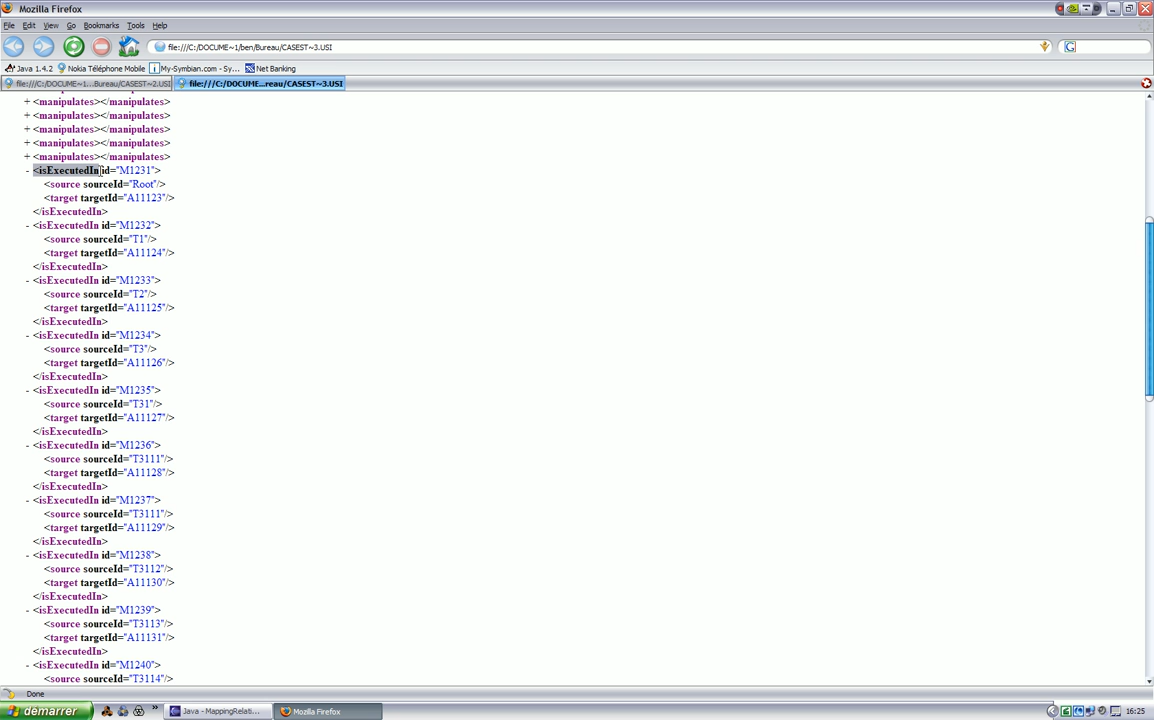 Mozilla Firefox
File Edit View Go Bookmarks Tools Help
file:///C:/DOCUME~1/ben/Bureau/CASEST~3.USI
Java 1.4.2 Nokia Téléphone Mobile My-Symbian.com - Sy... Net Banking
file:///C:/DOCUME~1...Bureau/CASEST~2.USI file:///C:/DOCUME...reau/CASEST~3.USI
+ <manipulates></manipulates>
+ <manipulates></manipulates>
+ <manipulates></manipulates>
+ <manipulates></manipulates>
+ <manipulates></manipulates>
- <isExecutedIn id="M1231">
<source sourceId="Root"/>
<target targetId="A11123"/>
</isExecutedIn>
- <isExecutedIn id="M1232">
<source sourceId="T1"/>
<target targetId="A11124"/>
</isExecutedIn>
- <isExecutedIn id="M1233">
<source sourceId="T2"/>
<target targetId="A11125"/>
</isExecutedIn>
- <isExecutedIn id="M1234">
<source sourceId="T3"/>
<target targetId="A11126"/>
</isExecutedIn>
- <isExecutedIn id="M1235">
<source sourceId="T31"/>
<target targetId="A11127"/>
</isExecutedIn>
- <isExecutedIn id="M1236">
<source sourceId="T3111"/>
<target targetId="A11128"/>
</isExecutedIn>
- <isExecutedIn id="M1237">
<source sourceId="T3111"/>
<target targetId="A11129"/>
</isExecutedIn>
- <isExecutedIn id="M1238">
<source sourceId="T3112"/>
<target targetId="A11130"/>
</isExecutedIn>
- <isExecutedIn id="M1239">
<source sourceId="T3113"/>
<target targetId="A11131"/>
</isExecutedIn>
- <isExecutedIn id="M1240">
<source sourceId="T3114"/>
Done
démarrer Java - MappingRelati... Mozilla Firefox 16:25